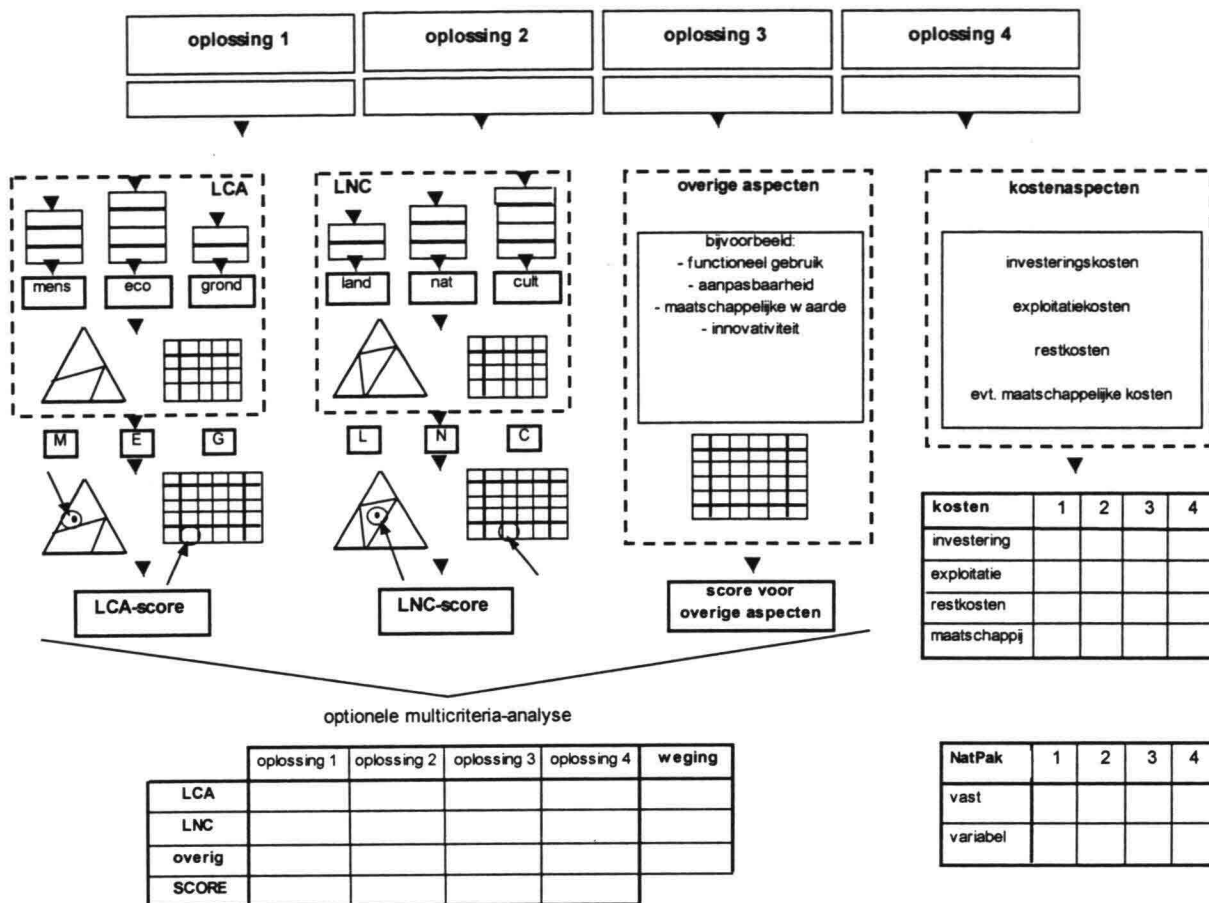 oplossing 1
oplossing 2
oplossing 3
oplossing 4
LCA
mens
eco
grond
M
E
G
LCA-score
LNC
land
nat
cult
L
N
C
LNC-score
overige aspecten
bijvoorbeeld:
- functioneel gebruik
- aanpasbaarheid
- maatschappelijke waarde
- innovativiteit
score voor
overige aspecten
kostenaspecten
investeringskosten
exploitatiekosten
restkosten
evt. maatschappelijke kosten
kosten 1 2 3 4
investering
exploitatie
restkosten
maatschappij
optionele multicriteria-analyse
oplossing 1 oplossing 2 oplossing 3 oplossing 4 weging
LCA
LNC
overig
SCORE
NatPak 1 2 3 4
vast
variabel